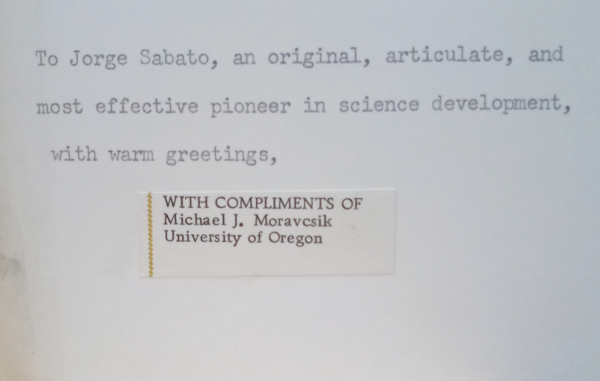 To Jorge Sabato, an original, articulate, and
most effective pioneer in science development,
with warm greetings,
WITH COMPLIMENTS OF
Michael J. Moravcsik
University of Oregon